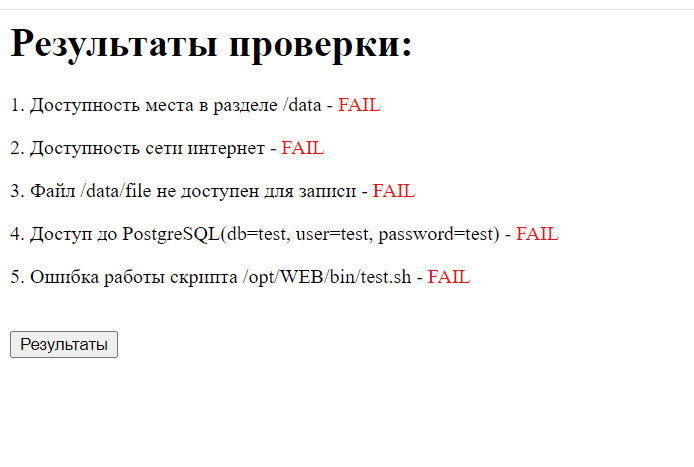 Результаты проверки:
1. Доступность места в разделе /data - FAIL
2. Доступность сети интернет - FAIL
3. Файл /data/file не доступен для записи - FAIL
4. Доступ до PostgreSQL(db=test, user=test, password=test) - FAIL
5. Ошибка работы скрипта /opt/WEB/bin/test.sh - FAIL
Результаты